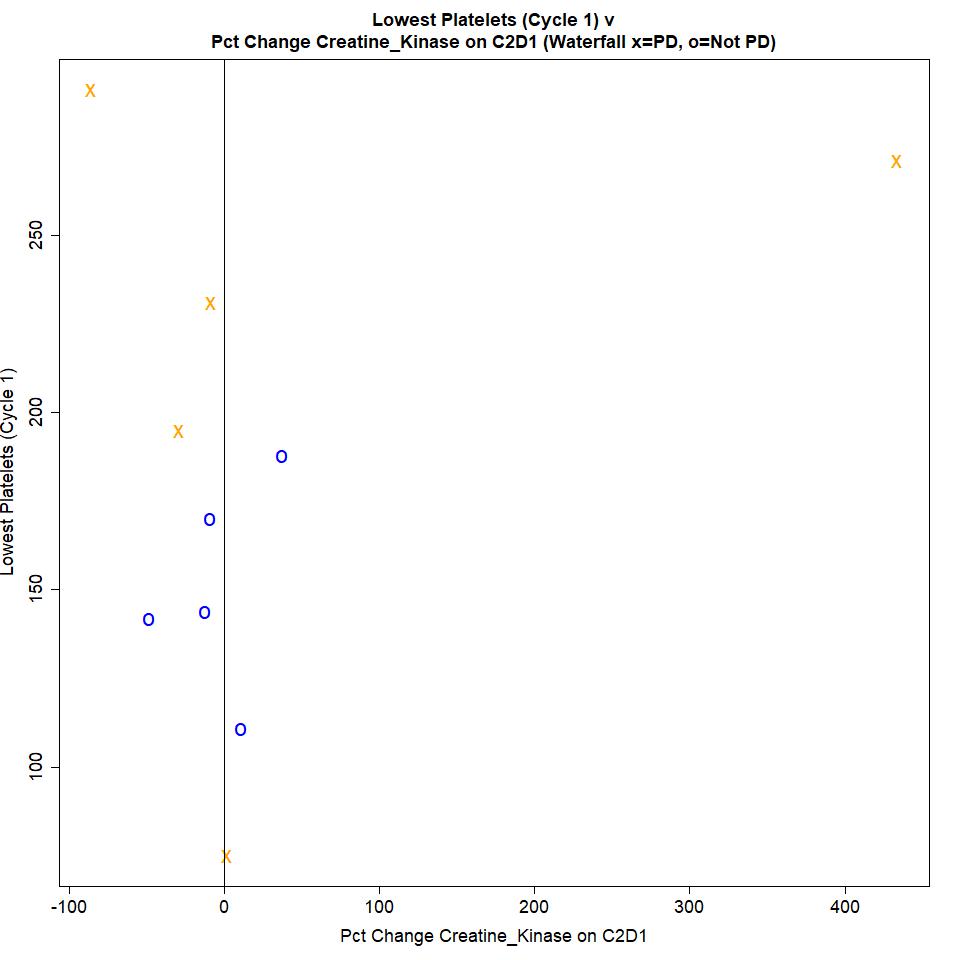 Lowest Platelets (Cycle 1) v
Pct Change Creatine_Kinase on C2D1 (Waterfall x=PD, o=Not PD)
X
X
250
X
Lowest Platelets (Cycle 1)
200
X
O
O
150
O
O
O
100
X
-100 0 100 200 300 400
Pct Change Creatine_Kinase on C2D1